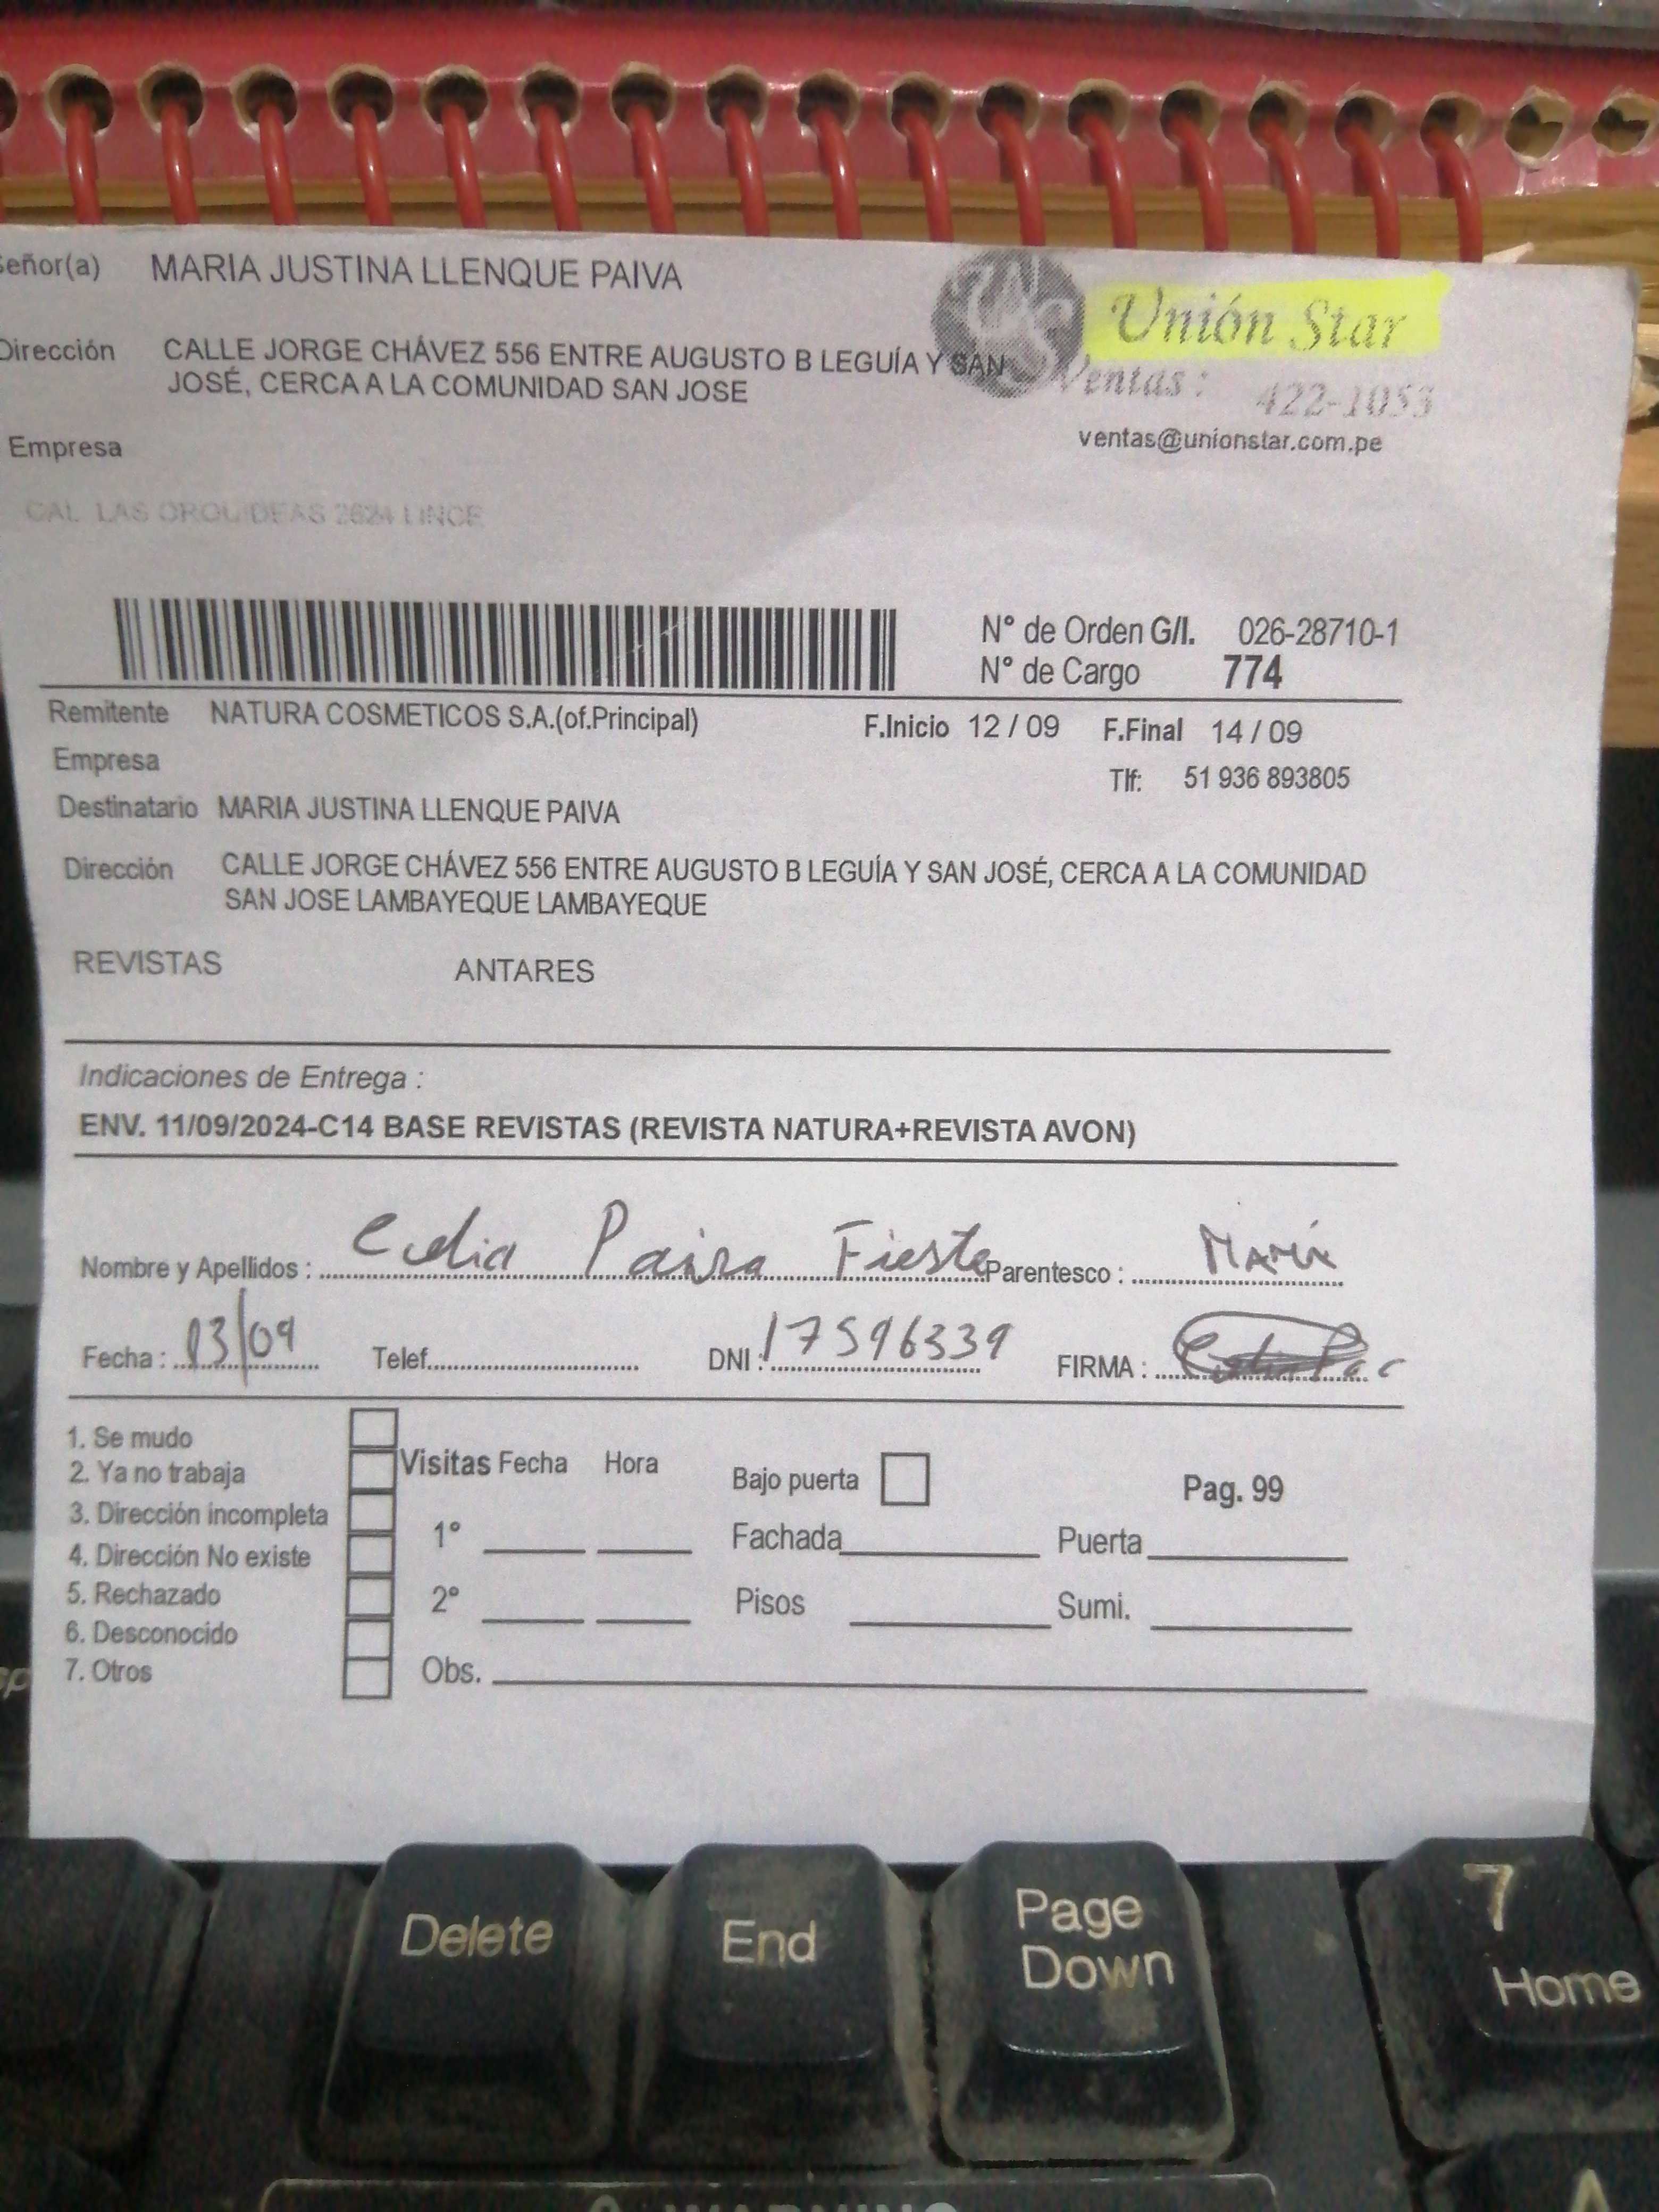 Señor(a) MARIA JUSTINA LLENQUE PAIVA
Unión Star
Dirección CALLE JORGE CHÁVEZ 556 ENTRE AUGUSTO B LEGUÍA Y SAN
JOSÉ, CERCA A LA COMUNIDAD SAN JOSE
Ventas: 422-1053
ventas@unionstar.com.pe
Empresa
CAL LAS ORQUIDEAS 2624 LINCE
N° de Orden G/I. 026-28710-1
N° de Cargo 774
Remitente NATURA COSMETICOS S.A.(of.Principal) F.Inicio 12 / 09 F.Final 14 / 09
Empresa
Tlf: 51 936 893805
Destinatario MARIA JUSTINA LLENQUE PAIVA
Dirección CALLE JORGE CHÁVEZ 556 ENTRE AUGUSTO B LEGUÍA Y SAN JOSÉ, CERCA A LA COMUNIDAD
SAN JOSE LAMBAYEQUE LAMBAYEQUE
REVISTAS ANTARES
Indicaciones de Entrega :
ENV. 11/09/2024-C14 BASE REVISTAS (REVISTA NATURA+REVISTA AVON)
Nombre y Apellidos : Paiva Parentesco :
Fecha : 13/09 Telef. DNI : 17596339 FIRMA :
1. Se mudo
2. Ya no trabaja
3. Dirección incompleta
4. Dirección No existe
5. Rechazado
6. Desconocido
7. Otros
Visitas Fecha Hora
1°
2°
Obs.
Bajo puerta Pag. 99
Fachada Puerta
Pisos Sumi.
Delete
End
Page
Down
7
Home